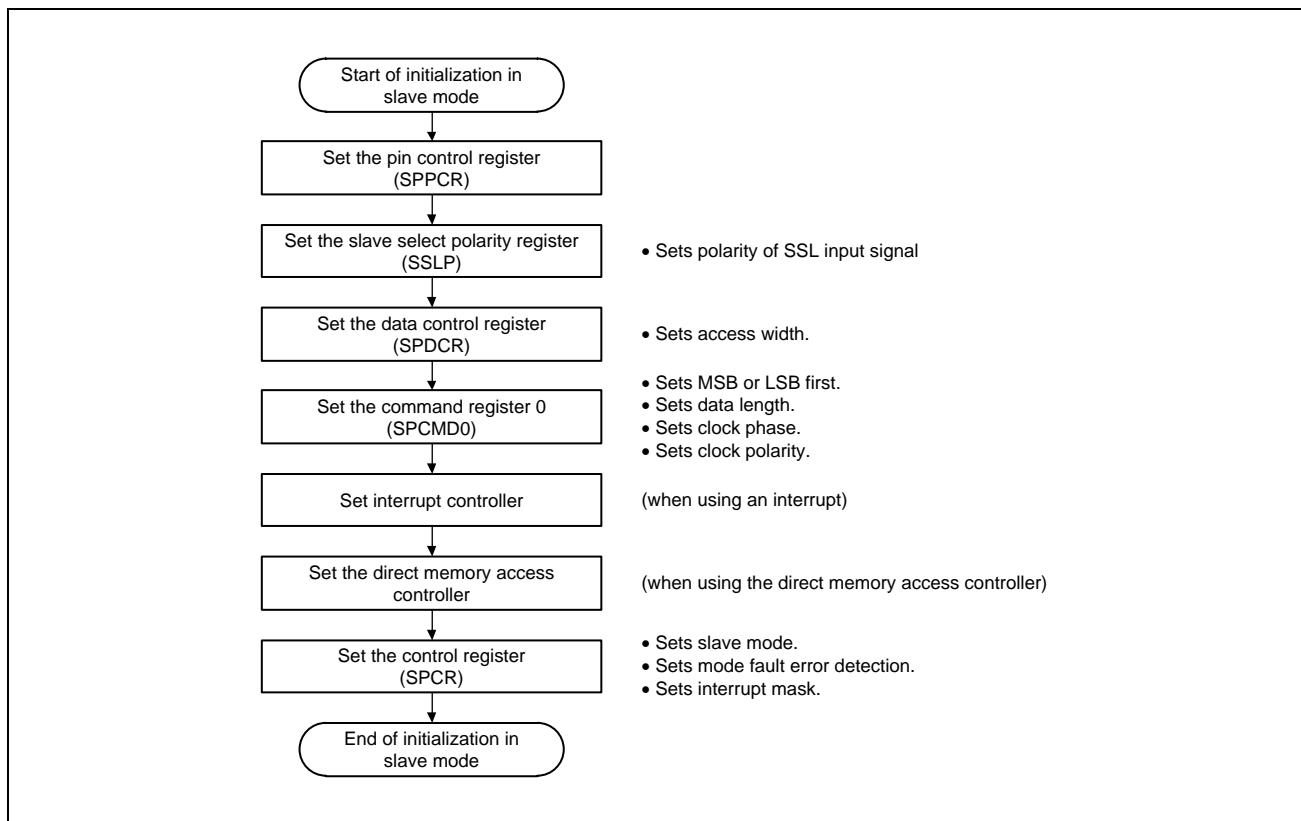 Start of initialization in
slave mode
Set the pin control register
(SPPCR)
Set the slave select polarity register
(SSLP)
• Sets polarity of SSL input signal
Set the data control register
(SPDCR)
• Sets access width.
Set the command register 0
(SPCMD0)
• Sets MSB or LSB first.
• Sets data length.
• Sets clock phase.
• Sets clock polarity.
Set interrupt controller
(when using an interrupt)
Set the direct memory access
controller
(when using the direct memory access controller)
Set the control register
(SPCR)
• Sets slave mode.
• Sets mode fault error detection.
• Sets interrupt mask.
End of initialization in
slave mode